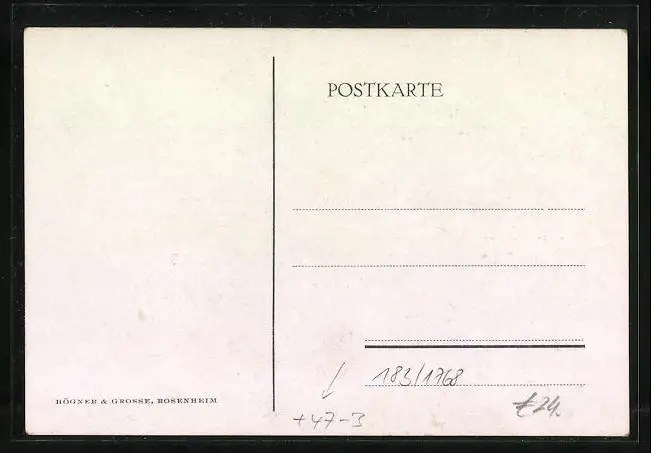 POSTKARTE
183/1768
HÖGNER & GROSSE, ROSENHEIM
+47-3
€24.